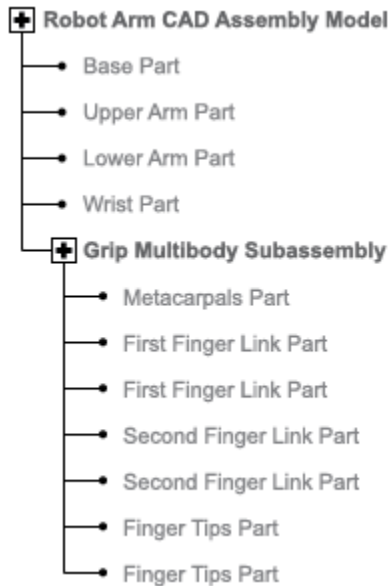 Robot Arm CAD Assembly Model
Base Part
Upper Arm Part
Lower Arm Part
Wrist Part
Grip Multibody Subassembly
Metacarpals Part
First Finger Link Part
First Finger Link Part
Second Finger Link Part
Second Finger Link Part
Finger Tips Part
Finger Tips Part